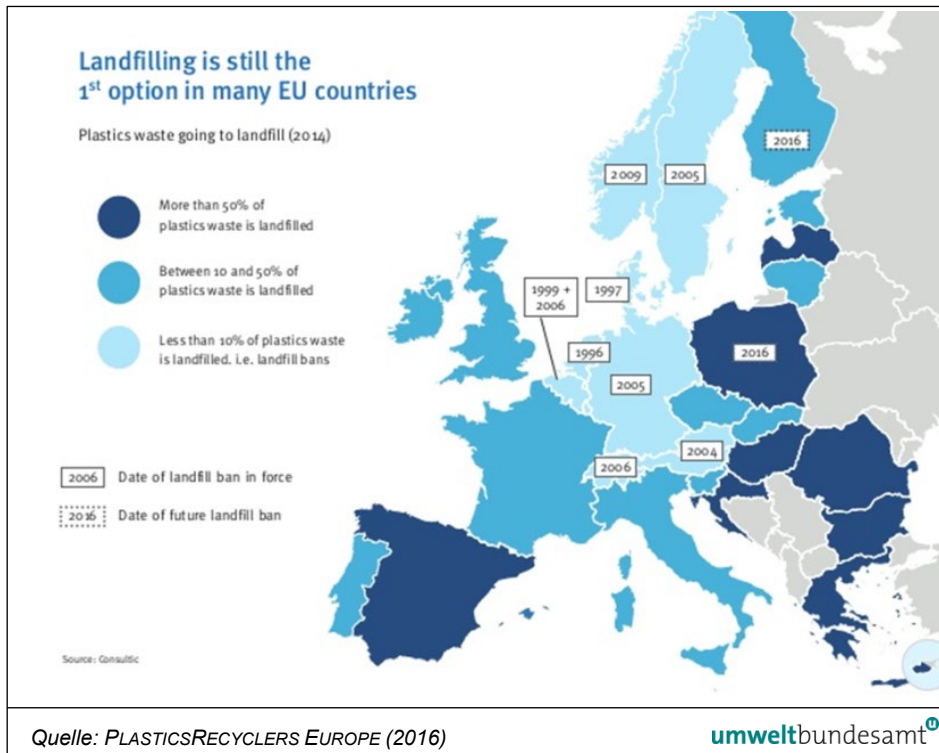 Landfilling is still the
1st option in many EU countries
Plastics waste going to landfill (2014)
More than 50% of
plastics waste is landfilled
Between 10 and 50% of
plastics waste is landfilled
Less than 10% of plastics waste
is landfilled. i.e. landfill bans
2006 Date of landfill ban in force
2016 Date of future landfill ban
2016
2009
2005
1999 +
2006
1997
1996
2016
2005
2004
2006
Source: Consultic
Quelle: PLASTICSRECYCLERS EUROPE (2016)
umweltbundesamt